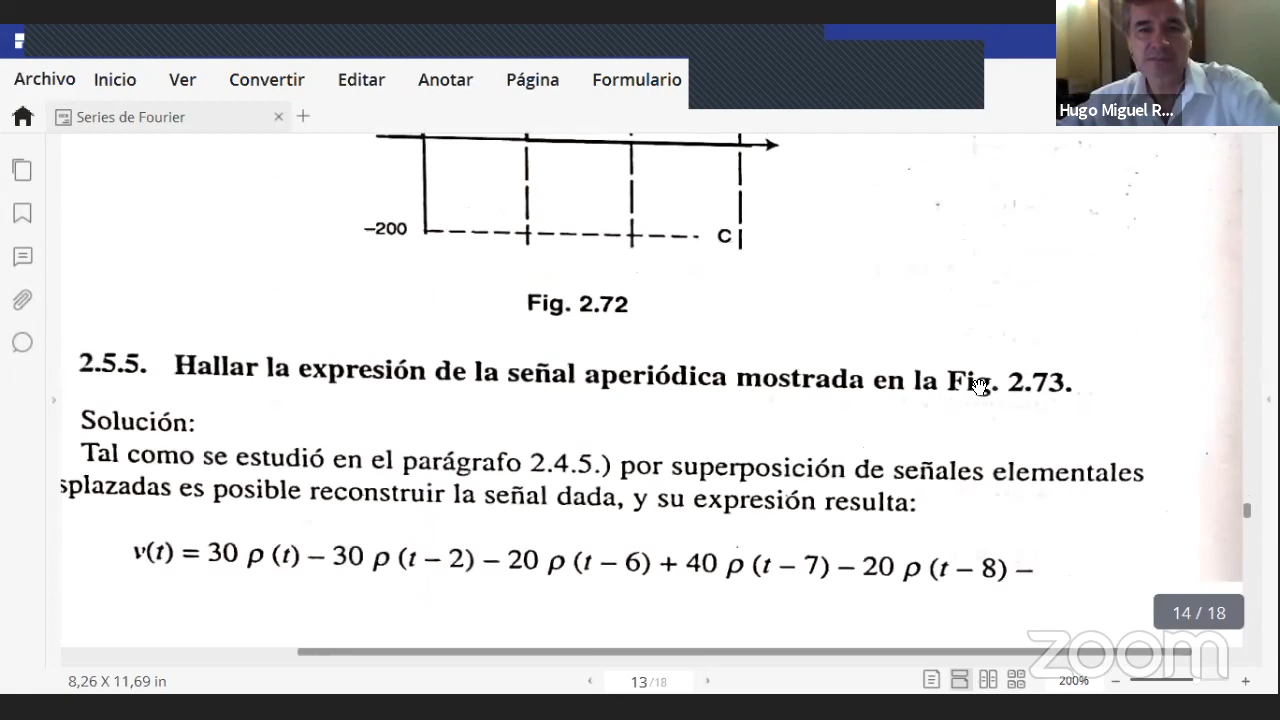 Hugo Miguel R...
Archivo Inicio Ver Convertir Editar Anotar Página Formulario
Series de Fourier
-200
C
Fig. 2.72
2.5.5. Hallar la expresión de la señal aperiódica mostrada en la Fig. 2.73.
Solución:
Tal como se estudió en el parágrafo 2.4.5.) por superposición de señales elementales
splazadas es posible reconstruir la señal dada, y su expresión resulta:
v(t) = 30 ρ (t) – 30 ρ (t – 2) – 20 ρ (t – 6) + 40 ρ (t – 7) – 20 ρ (t – 8) –
14 / 18
zoom
8,26 X 11,69 in
13 /18
200%